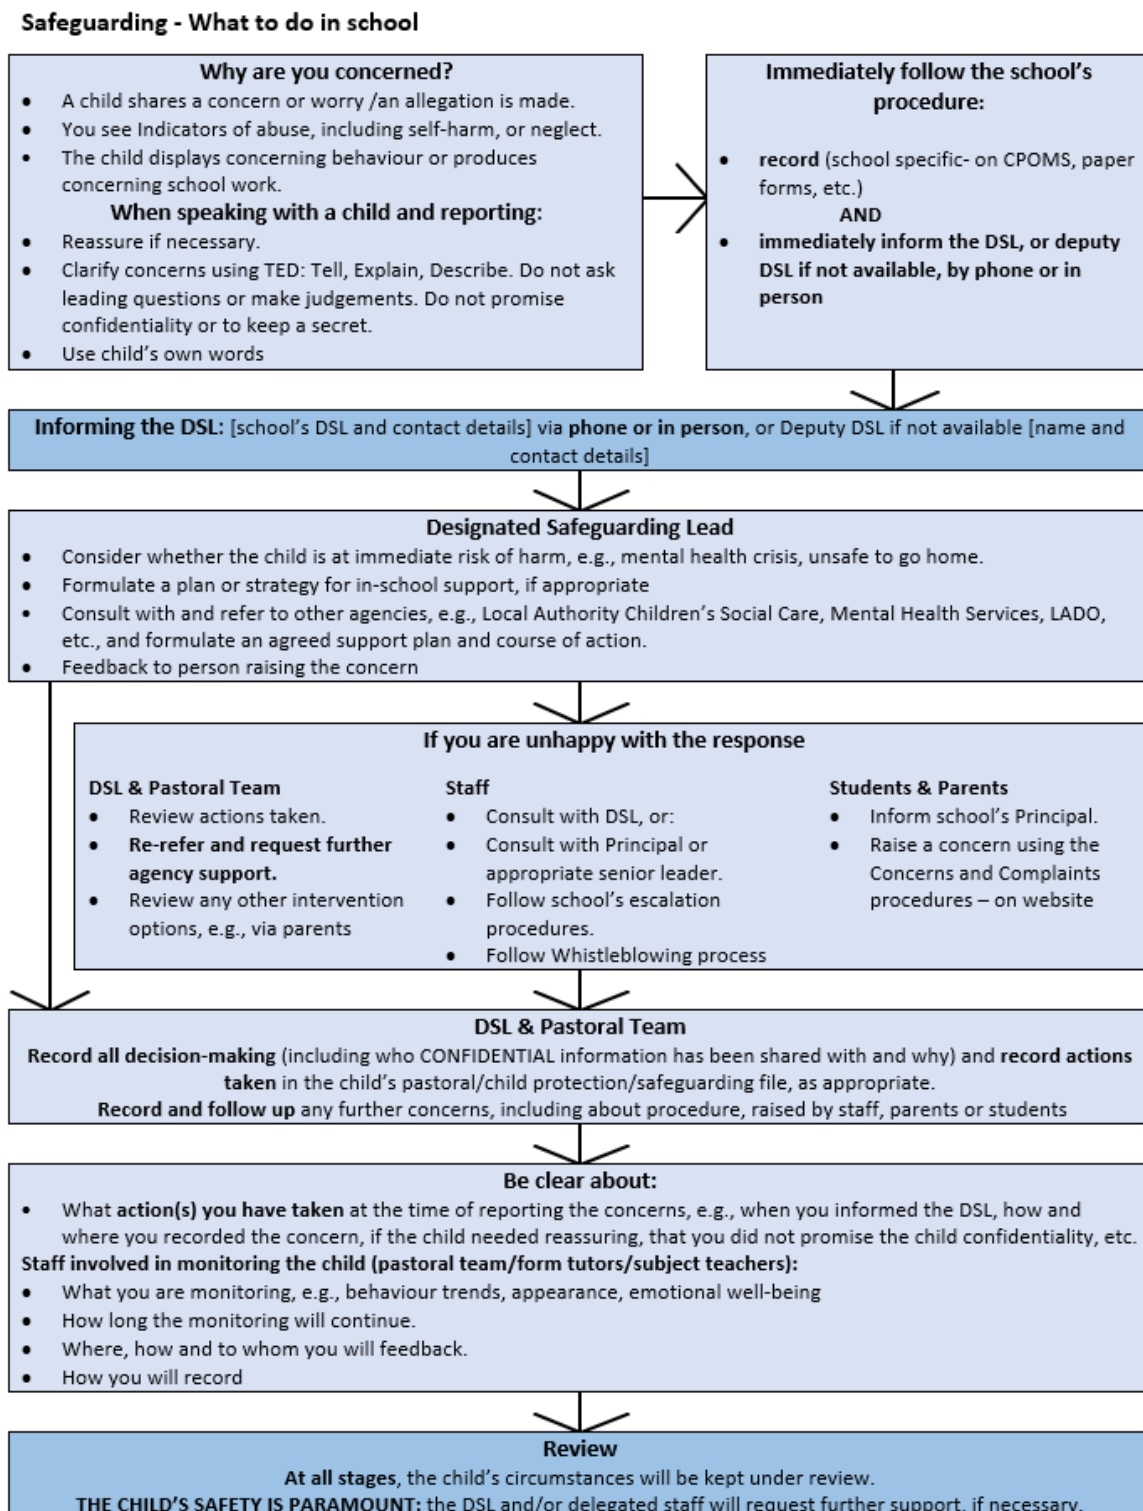 Safeguarding - What to do in school
Why are you concerned?
• A child shares a concern or worry /an allegation is made.
• You see Indicators of abuse, including self-harm, or neglect.
• The child displays concerning behaviour or produces
concerning school work.
When speaking with a child and reporting:
• Reassure if necessary.
• Clarify concerns using TED: Tell, Explain, Describe. Do not ask
leading questions or make judgements. Do not promise
confidentiality or to keep a secret.
• Use child's own words
Immediately follow the school's
procedure:
• record (school specific- on CPOMS, paper
forms, etc.)
AND
• immediately inform the DSL, or deputy
DSL if not available, by phone or in
person
Informing the DSL: [school's DSL and contact details] via phone or in person, or Deputy DSL if not available [name and
contact details]
Designated Safeguarding Lead
• Consider whether the child is at immediate risk of harm, e.g., mental health crisis, unsafe to go home.
• Formulate a plan or strategy for in-school support, if appropriate
• Consult with and refer to other agencies, e.g., Local Authority Children's Social Care, Mental Health Services, LADO,
etc., and formulate an agreed support plan and course of action.
• Feedback to person raising the concern
If you are unhappy with the response
DSL & Pastoral Team
• Review actions taken.
• Re-refer and request further
agency support.
• Review any other intervention
options, e.g., via parents
Staff
• Consult with DSL, or:
• Consult with Principal or
appropriate senior leader.
• Follow school's escalation
procedures.
• Follow Whistleblowing process
Students & Parents
• Inform school's Principal.
• Raise a concern using the
Concerns and Complaints
procedures – on website
DSL & Pastoral Team
Record all decision-making (including who CONFIDENTIAL information has been shared with and why) and record actions
taken in the child's pastoral/child protection/safeguarding file, as appropriate.
Record and follow up any further concerns, including about procedure, raised by staff, parents or students
Be clear about:
• What action(s) you have taken at the time of reporting the concerns, e.g., when you informed the DSL, how and
where you recorded the concern, if the child needed reassuring, that you did not promise the child confidentiality, etc.
Staff involved in monitoring the child (pastoral team/form tutors/subject teachers):
• What you are monitoring, e.g., behaviour trends, appearance, emotional well-being
• How long the monitoring will continue.
• Where, how and to whom you will feedback.
• How you will record
Review
At all stages, the child's circumstances will be kept under review.
THE CHILD'S SAFETY IS PARAMOUNT: the DSL and/or delegated staff will request further support, if necessary.